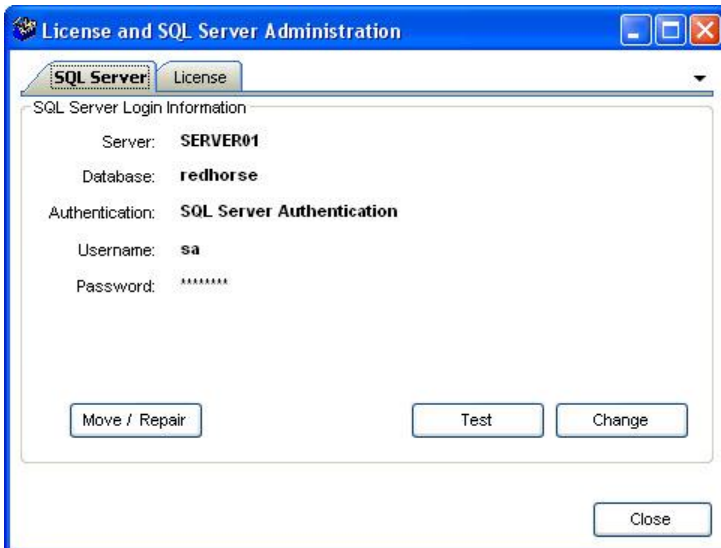 License and SQL Server Administration
SQL Server License
SQL Server Login Information
Server: SERVER01
Database: redhorse
Authentication: SQL Server Authentication
Username: sa
Password: ********
Move / Repair Test Change
Close